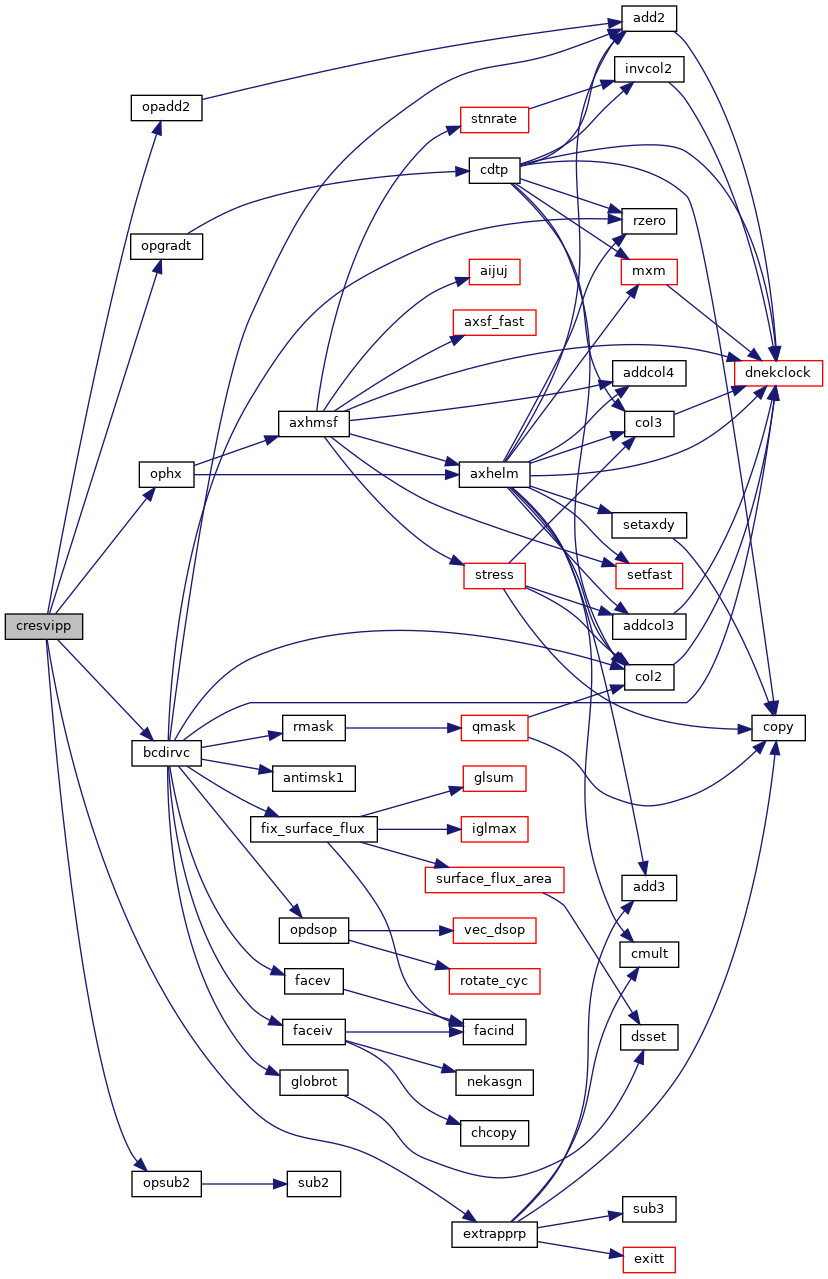 add2
invcol2
opadd2
stnrate
cdtp
rzero
opgradt
aijuj
mxm
axsf_fast
addcol4
dnekclock
axhmsf
col3
ophx
axhelm
setaxdy
stress
setfast
cresvipp
addcol3
col2
rmask
qmask
copy
bcdirvc
antimsk1
glsum
fix_surface_flux
iglmax
surface_flux_area
add3
opdsop
vec_dsop
cmult
facev
rotate_cyc
faceiv
facind
dsset
globrot
nekasgn
chcopy
opsub2
sub2
sub3
extrapprp
exitt